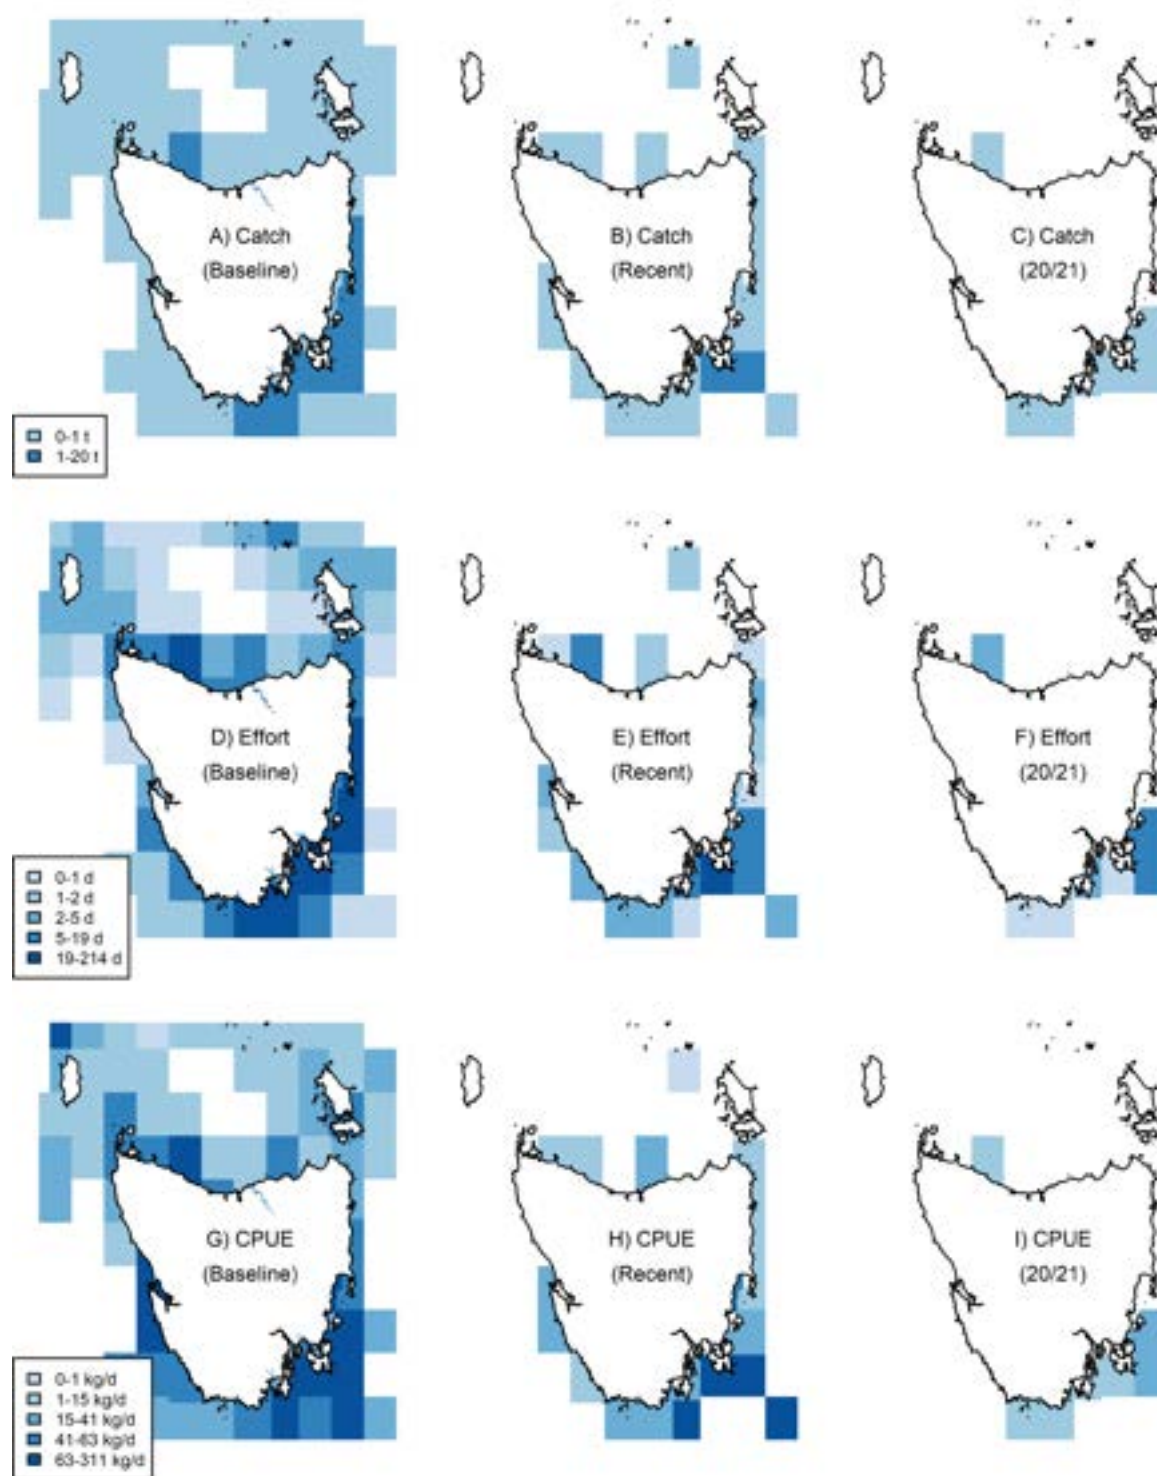 A) Catch
(Baseline)
B) Catch
(Recent)
C) Catch
(20/21)
0-1 t
1-20 t
D) Effort
(Baseline)
E) Effort
(Recent)
F) Effort
(20/21)
0-1 d
1-2 d
2-5 d
5-19 d
19-214 d
G) CPUE
(Baseline)
H) CPUE
(Recent)
I) CPUE
(20/21)
0-1 kg/d
1-15 kg/d
15-41 kg/d
41-63 kg/d
63-311 kg/d